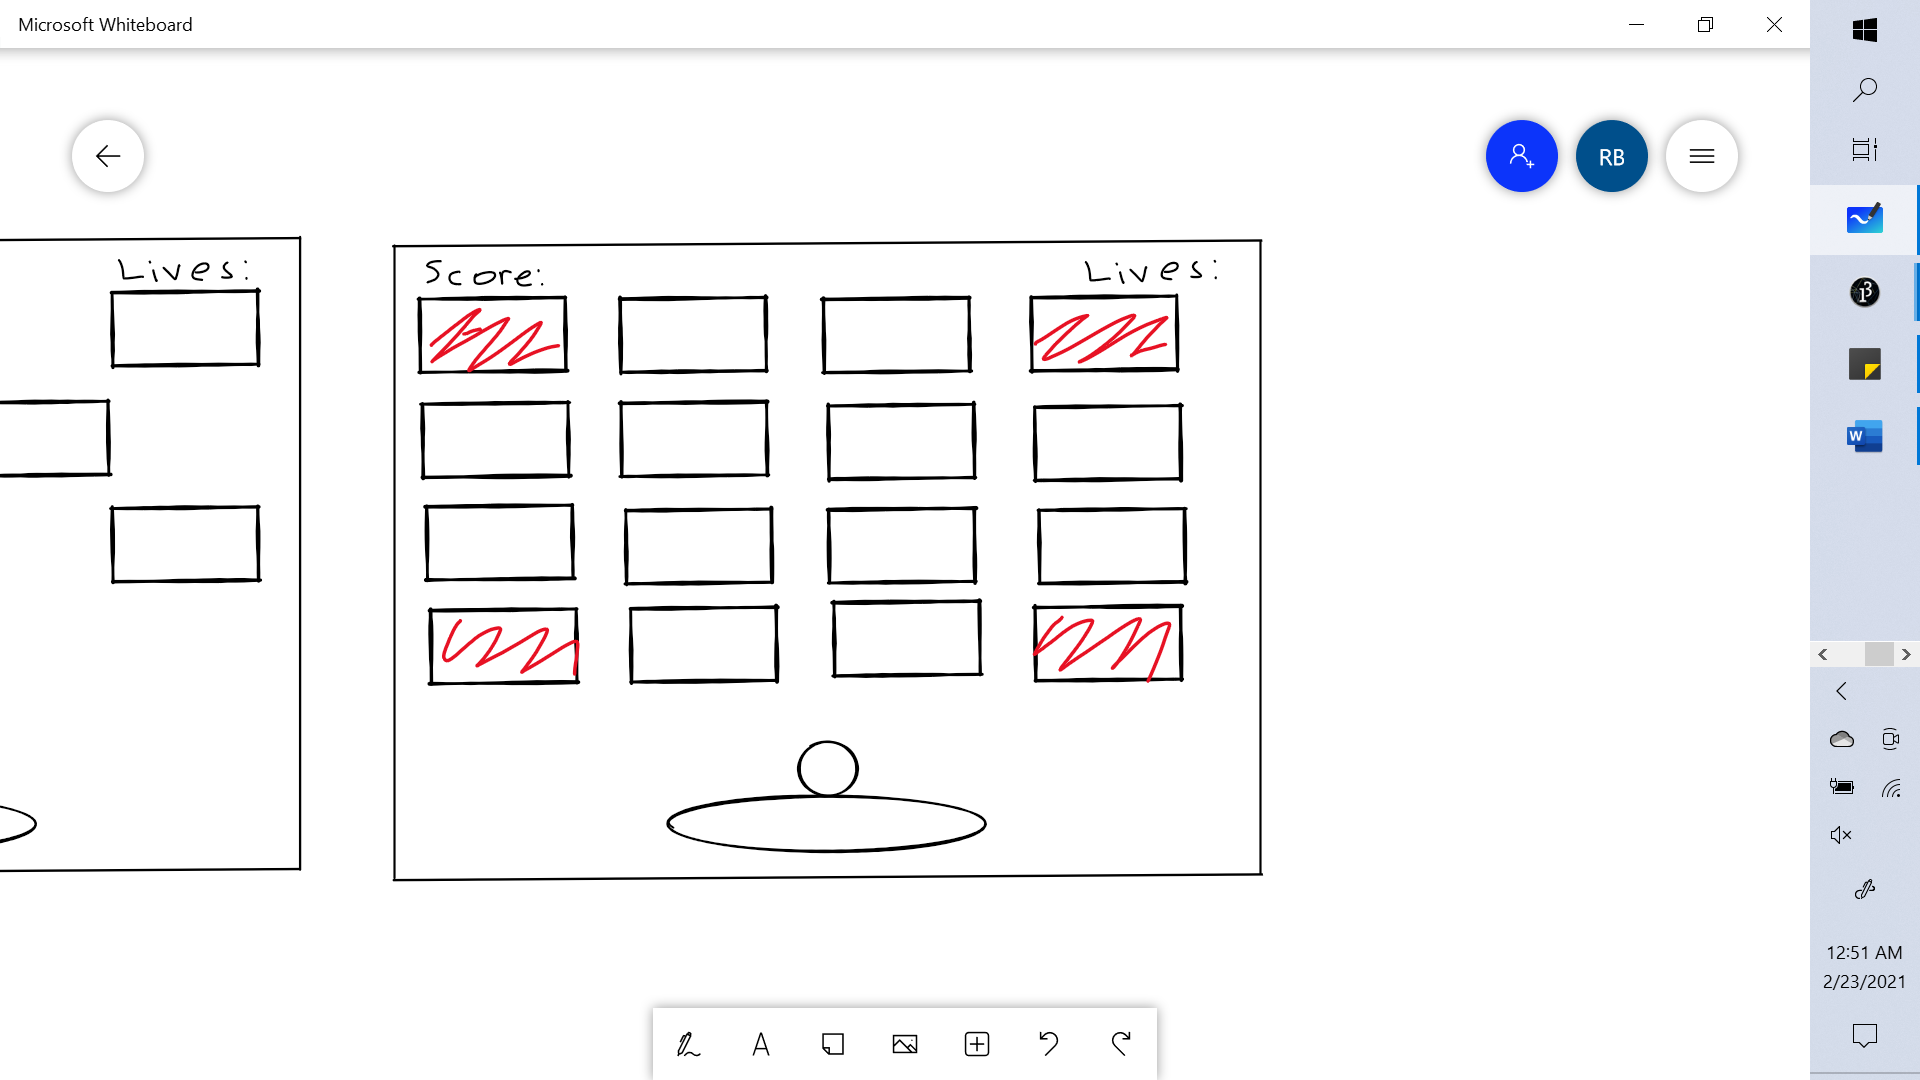 Microsoft Whiteboard
RB
Lives:
Score:
Lives:
W
12:51 AM
2/23/2021